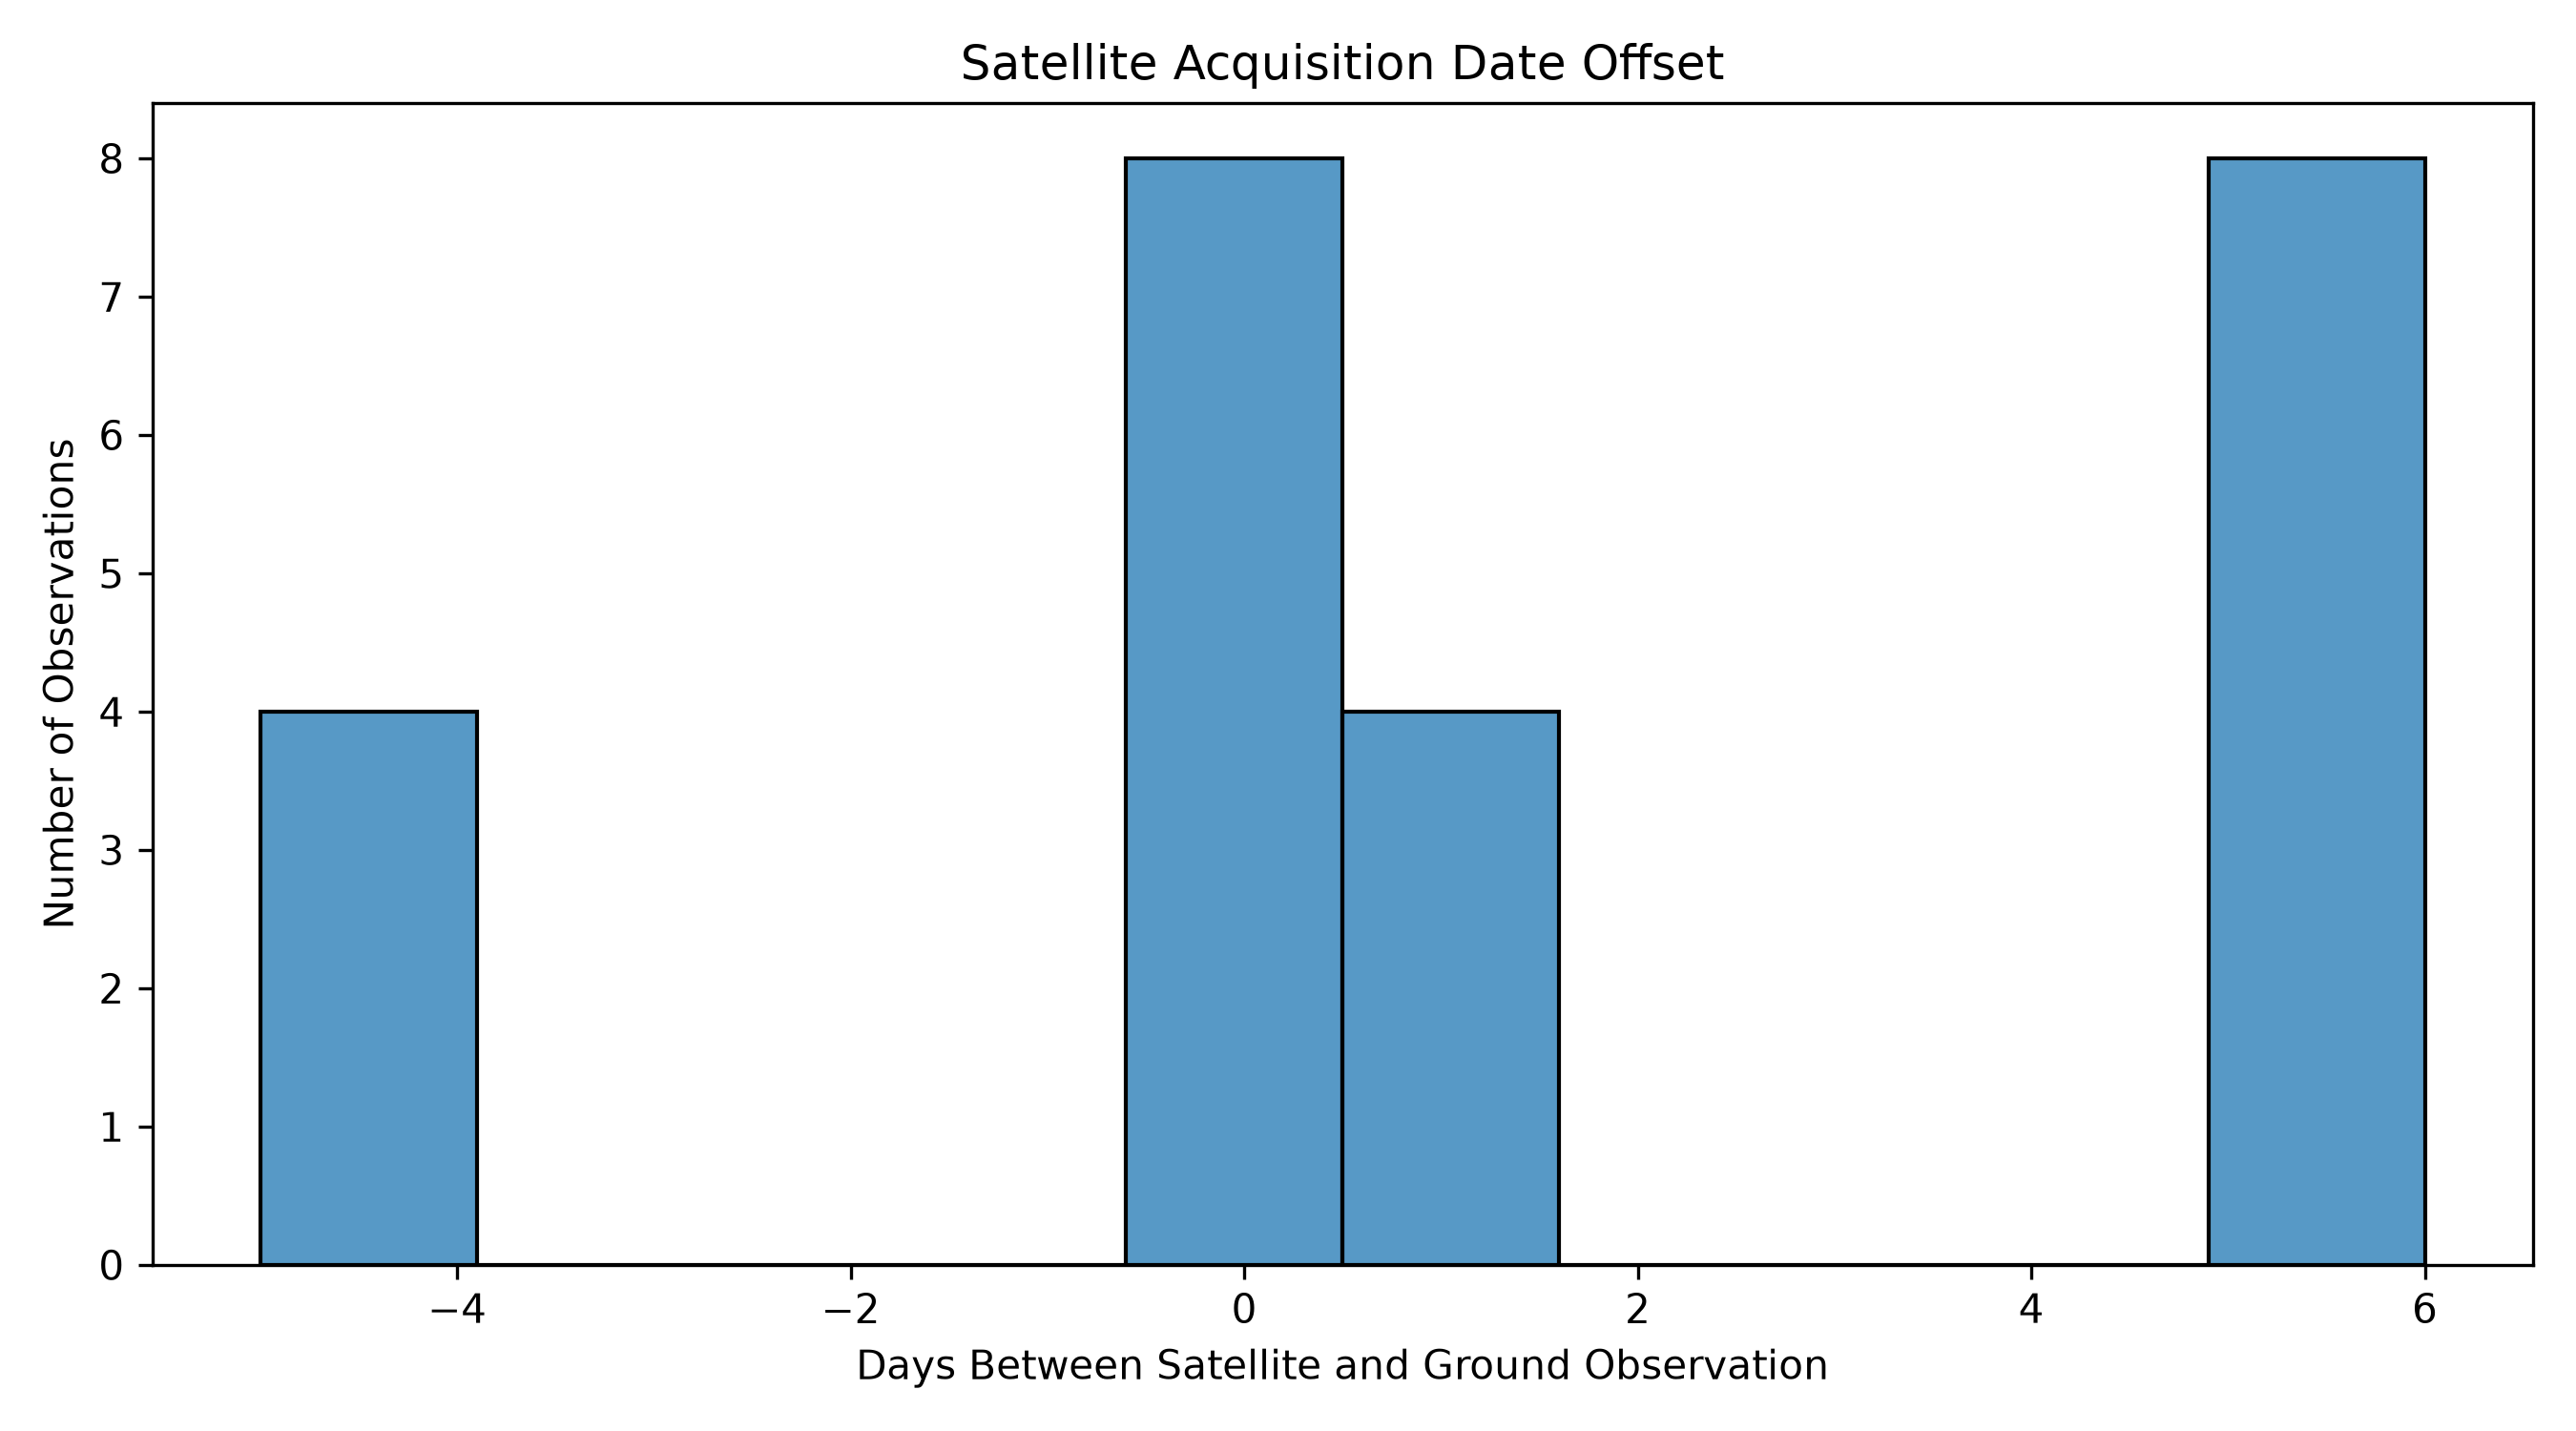 Satellite Acquisition Date Offset
8
7
6
5
4
3
2
1
0
Number of Observations
−4 −2 0 2 4 6
Days Between Satellite and Ground Observation